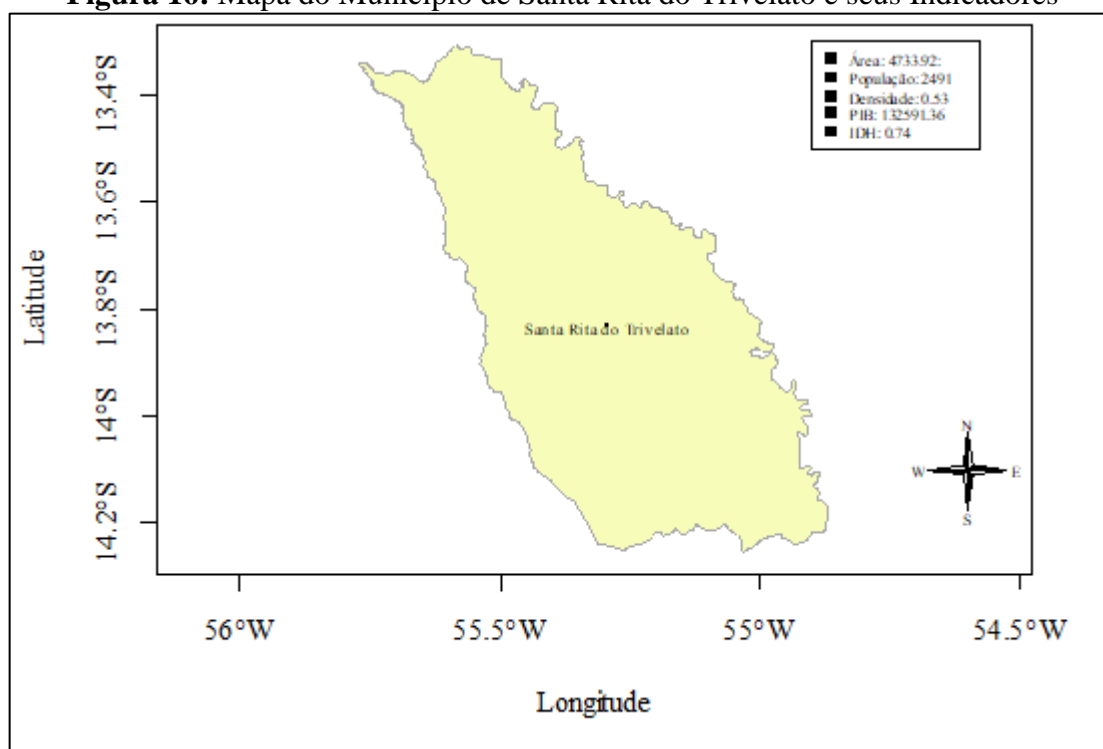 Figura 16: Mapa do Município de Santa Rita do Trivelato e seus Indicadores
Área: 4733.92:
População: 2491
Densidade: 0.53
PIB: 132591.36
IDH: 0.74
Latitude
13.4°S
13.6°S
13.8°S
14°S
14.2°S
Santa Rita do Trivelato
N
W E
S
56°W 55.5°W 55°W 54.5°W
Longitude